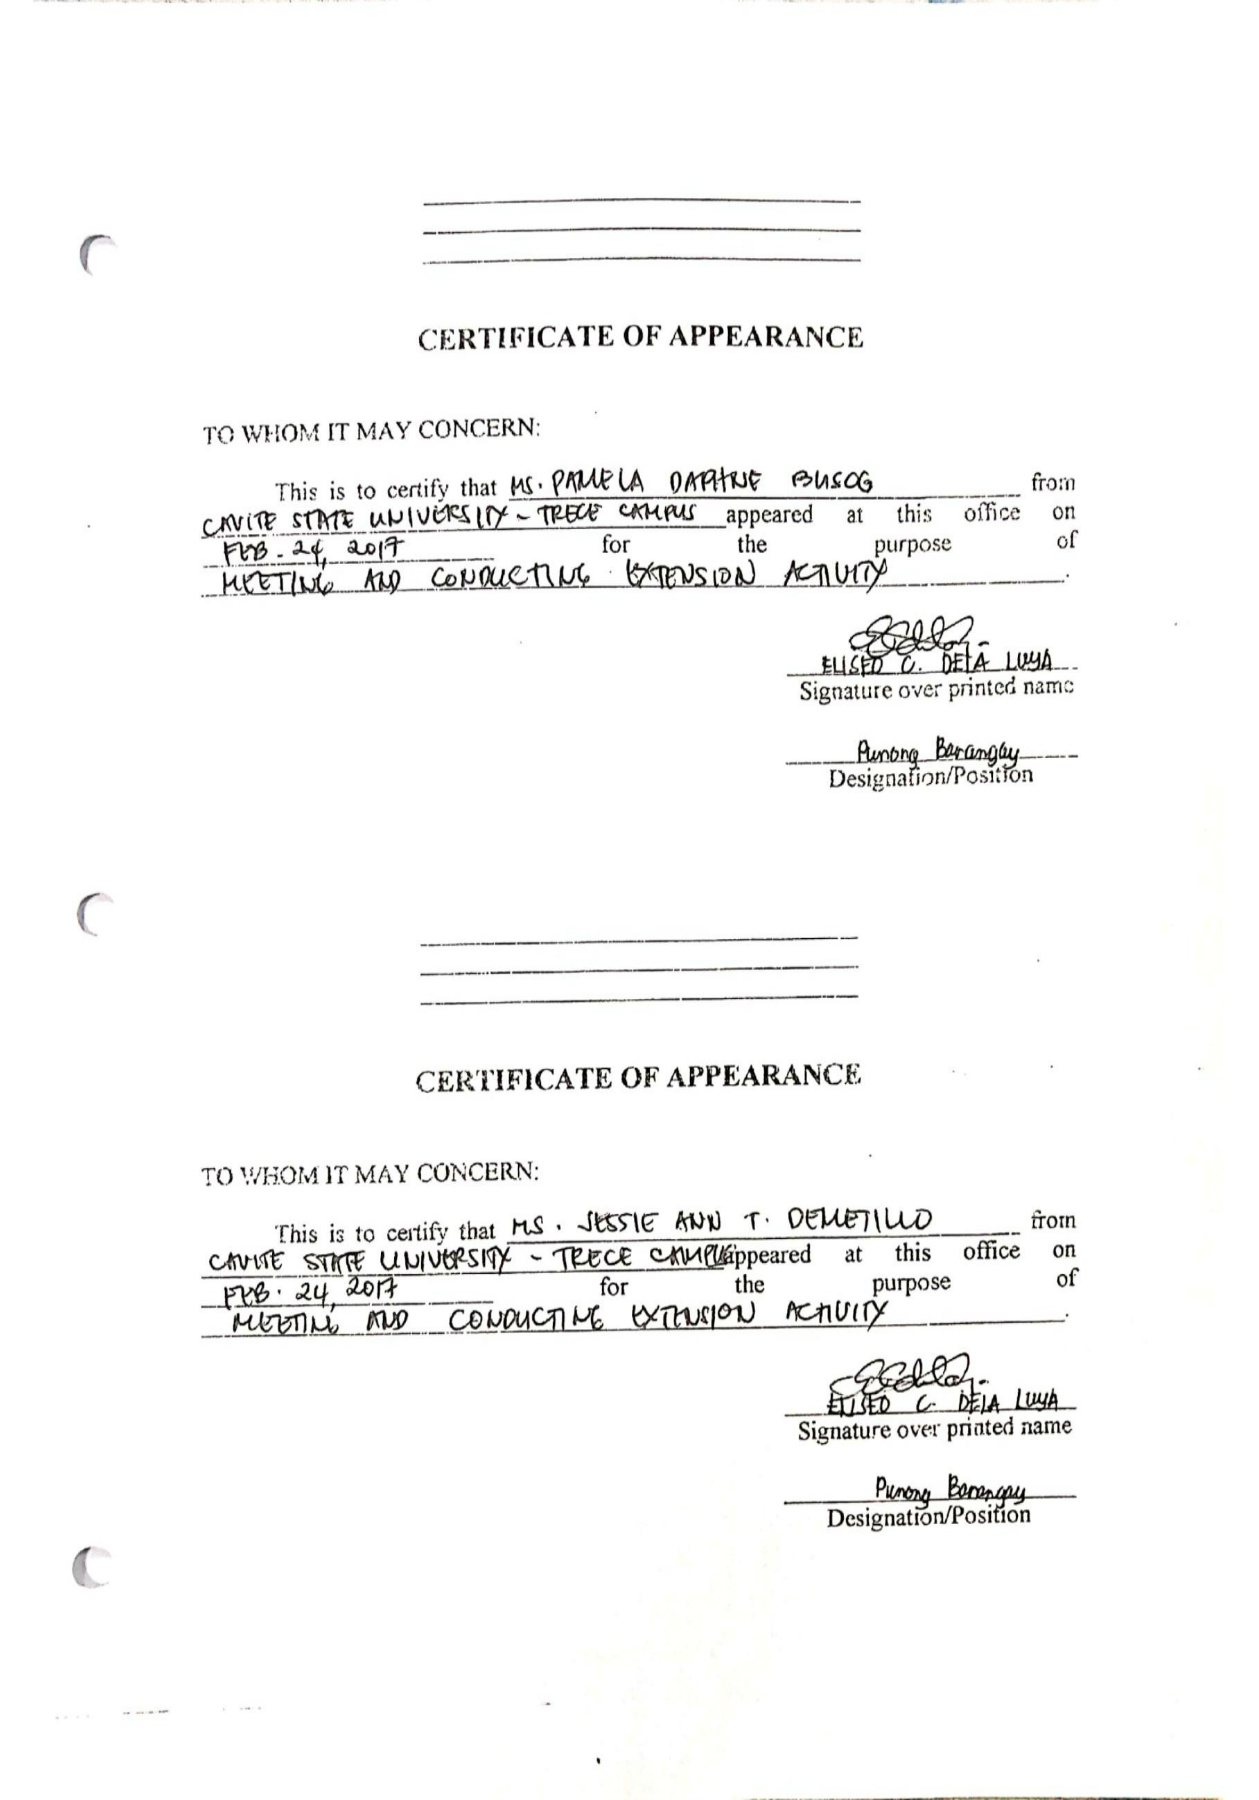 CERTIFICATE OF APPEARANCE
TO WHOM IT MAY CONCERN:
This is to certify that MS. PAMELA DAPHNE BUSOG from
CAVITE STATE UNIVERSITY - TRECE CAMPUS appeared at this office on
FEB. 24, 2017 for the purpose of
MEETING AND CONDUCTING EXTENSION ACTIVITY.
ELISEO C. DELA LUYA
Signature over printed name
Punong Barangay
Designation/Position
CERTIFICATE OF APPEARANCE
TO WHOM IT MAY CONCERN:
This is to certify that MS. JESSIE ANN T. DEMETILLO from
CAVITE STATE UNIVERSITY - TRECE CAMPUS appeared at this office on
FEB. 24, 2017 for the purpose of
MEETING AND CONDUCTING EXTENSION ACTIVITY.
ELISEO C. DELA LUYA
Signature over printed name
Punong Barangay
Designation/Position